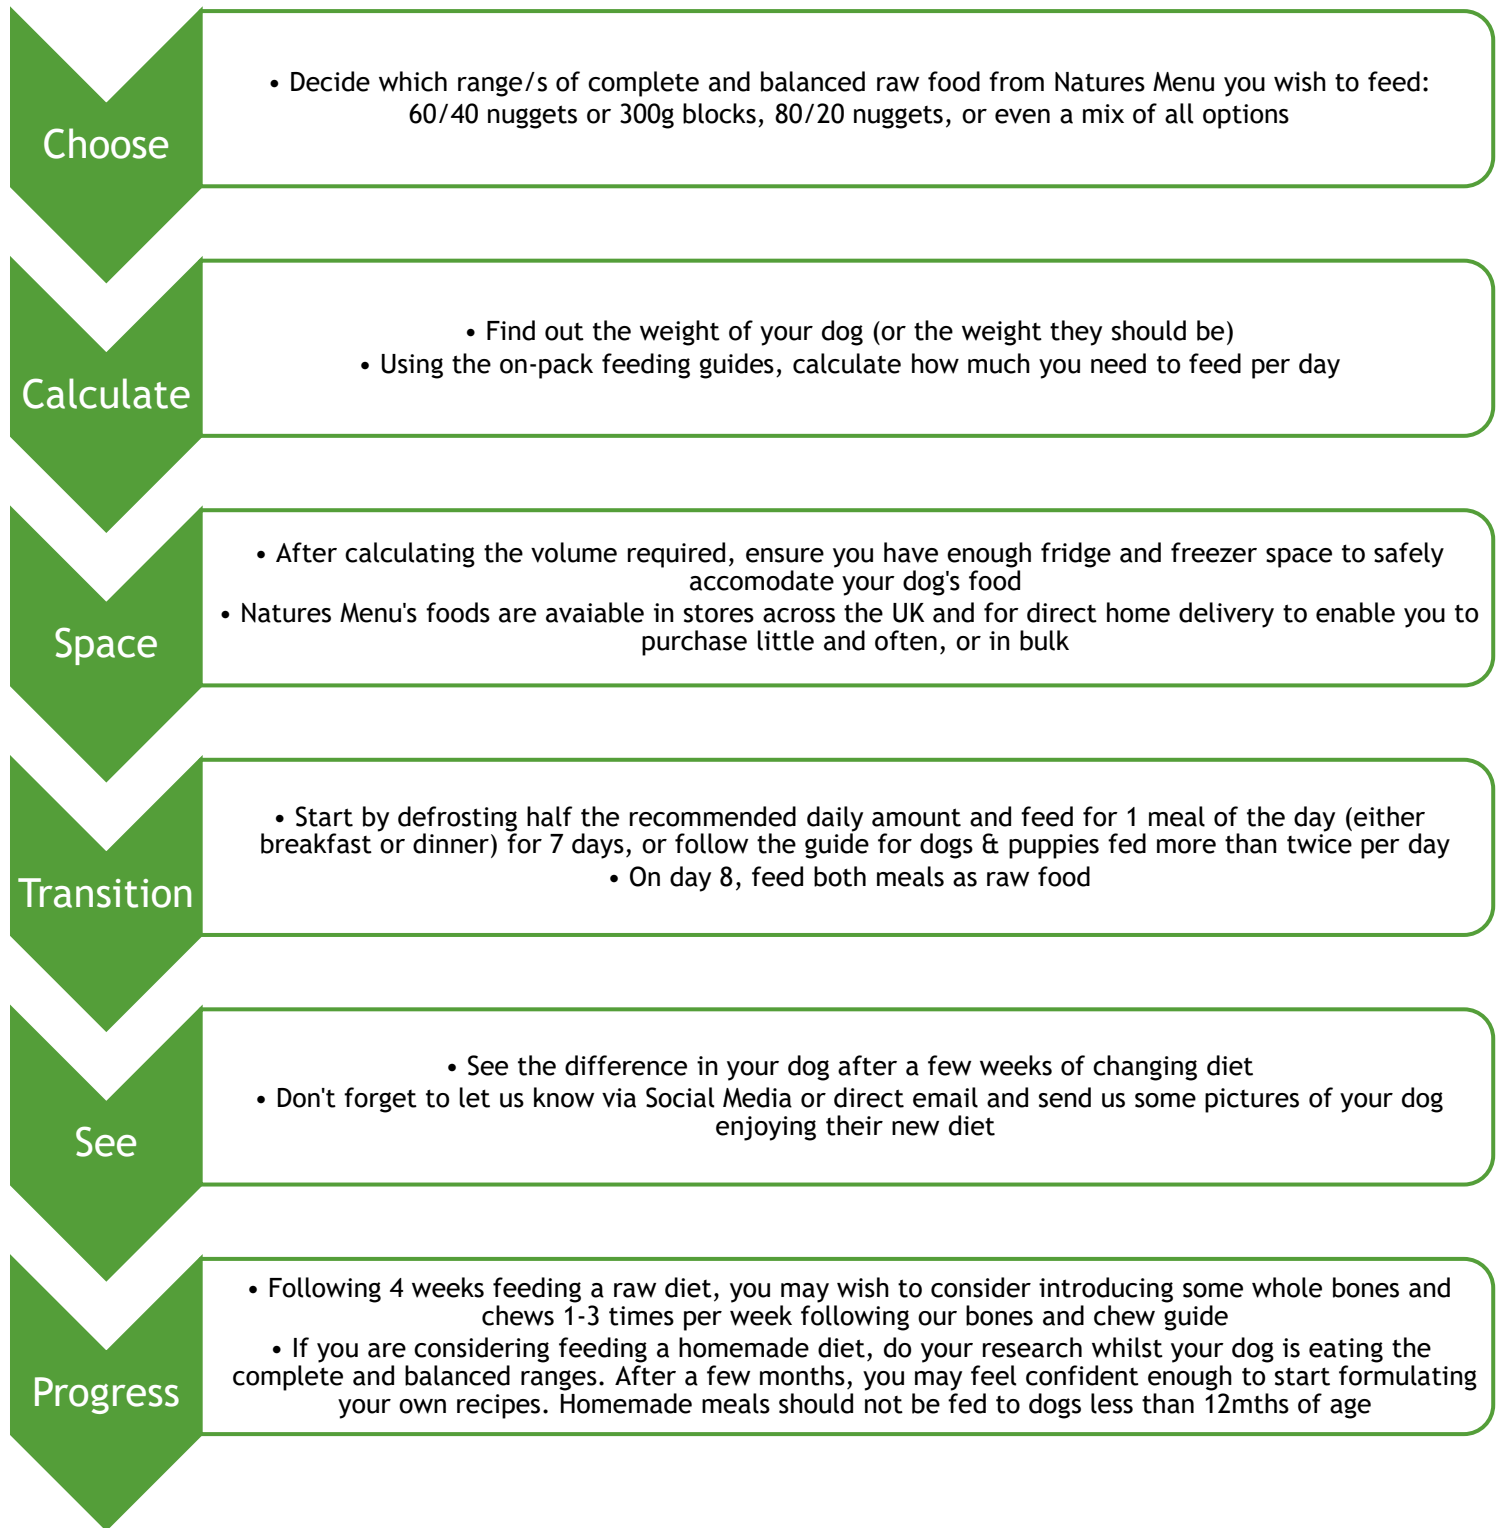 Choose
• Decide which range/s of complete and balanced raw food from Natures Menu you wish to feed:
60/40 nuggets or 300g blocks, 80/20 nuggets, or even a mix of all options
Calculate
• Find out the weight of your dog (or the weight they should be)
• Using the on-pack feeding guides, calculate how much you need to feed per day
Space
• After calculating the volume required, ensure you have enough fridge and freezer space to safely
accomodate your dog's food
• Natures Menu's foods are avaiable in stores across the UK and for direct home delivery to enable you to
purchase little and often, or in bulk
Transition
• Start by defrosting half the recommended daily amount and feed for 1 meal of the day (either
breakfast or dinner) for 7 days, or follow the guide for dogs & puppies fed more than twice per day
• On day 8, feed both meals as raw food
See
• See the difference in your dog after a few weeks of changing diet
• Don't forget to let us know via Social Media or direct email and send us some pictures of your dog
enjoying their new diet
Progress
• Following 4 weeks feeding a raw diet, you may wish to consider introducing some whole bones and
chews 1-3 times per week following our bones and chew guide
• If you are considering feeding a homemade diet, do your research whilst your dog is eating the
complete and balanced ranges. After a few months, you may feel confident enough to start formulating
your own recipes. Homemade meals should not be fed to dogs less than 12mths of age